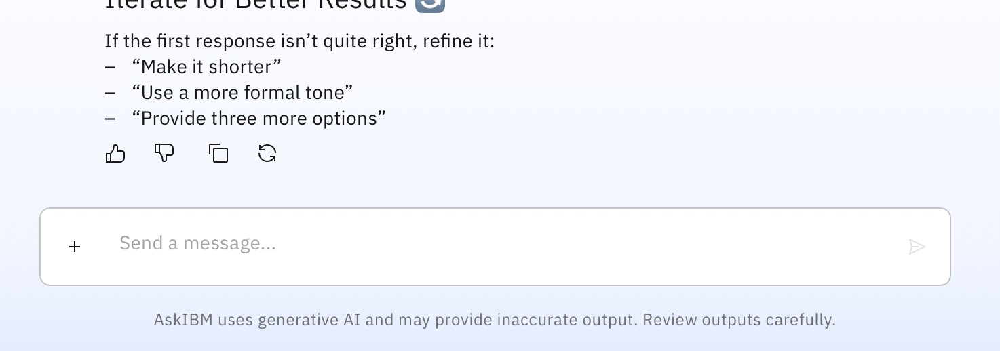 Iterate for Better Results
If the first response isn’t quite right, refine it:
– “Make it shorter”
– “Use a more formal tone”
– “Provide three more options”
Send a message...
AskIBM uses generative AI and may provide inaccurate output. Review outputs carefully.